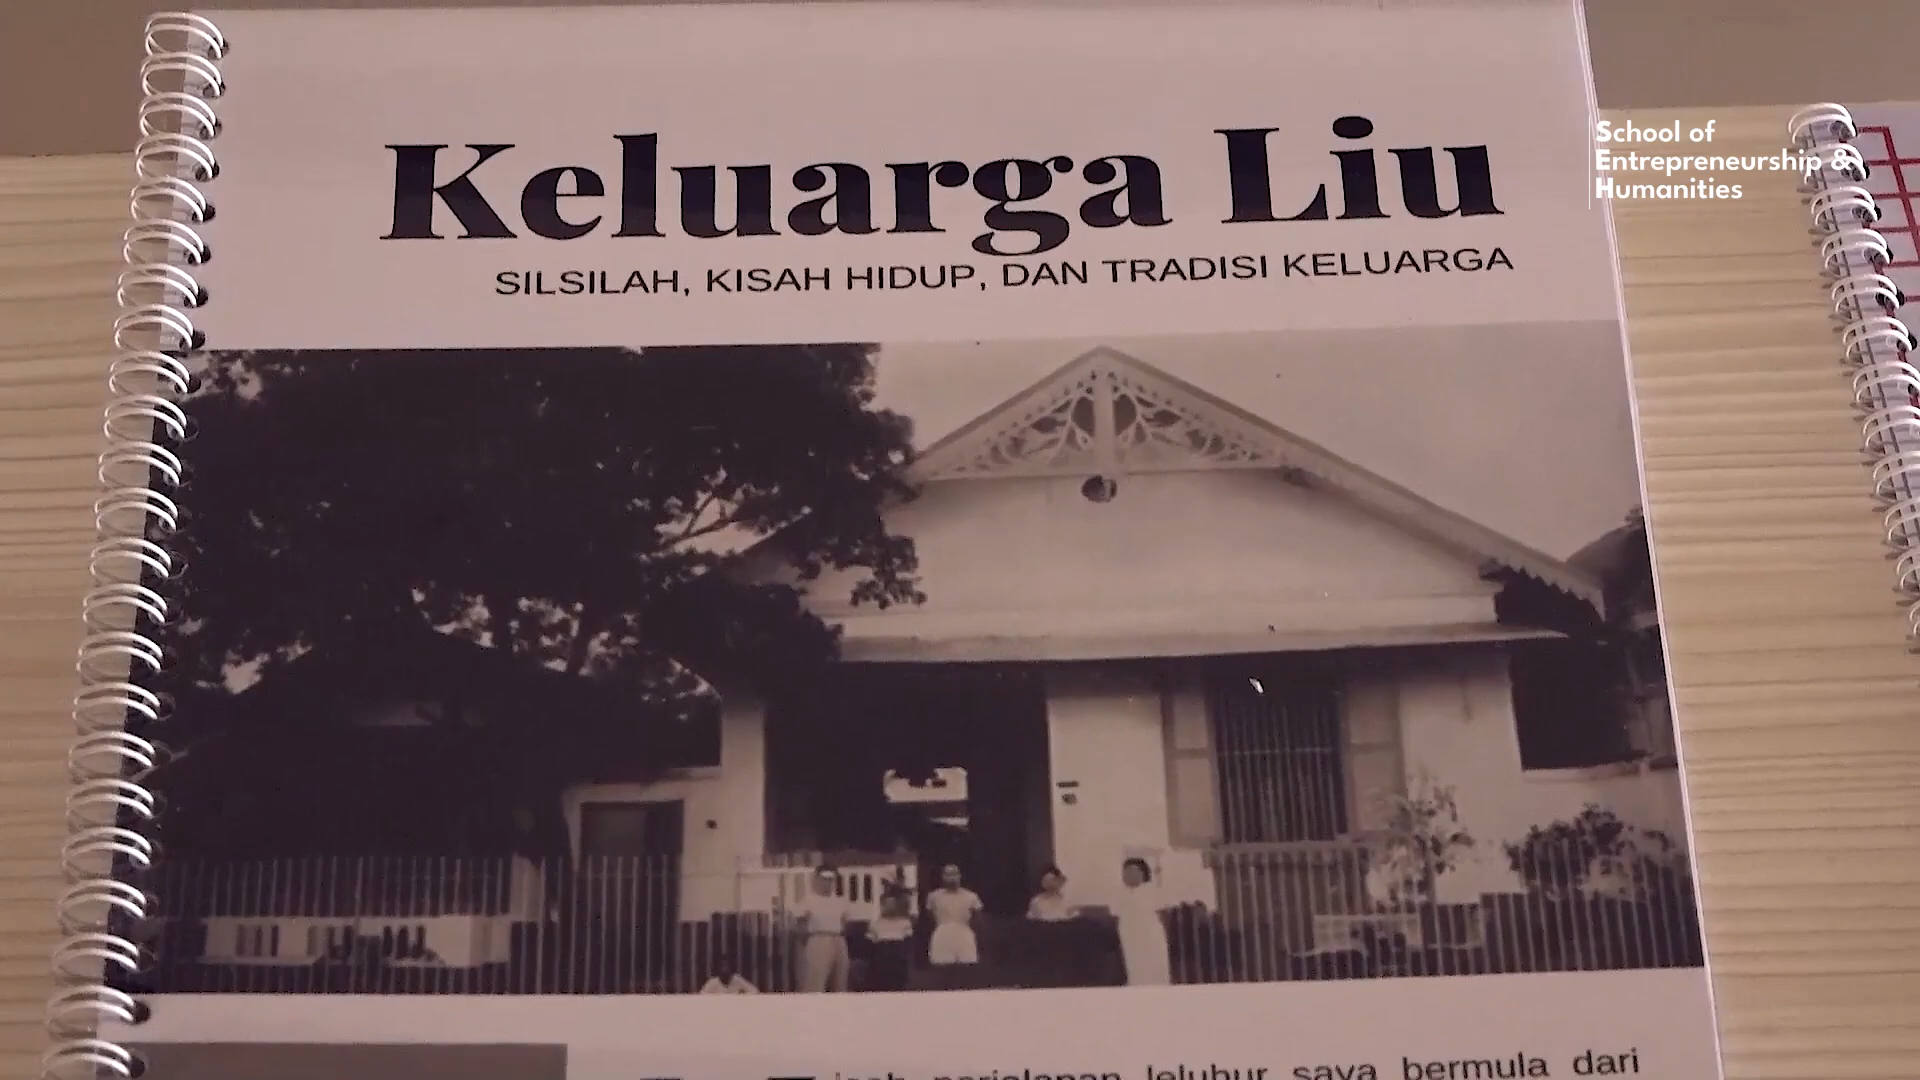 Keluarga Liu
SILSILAH, KISAH HIDUP, DAN TRADISI KELUARGA
School of
Entrepreneurship &
Humanities
leluhur saya bermula dari